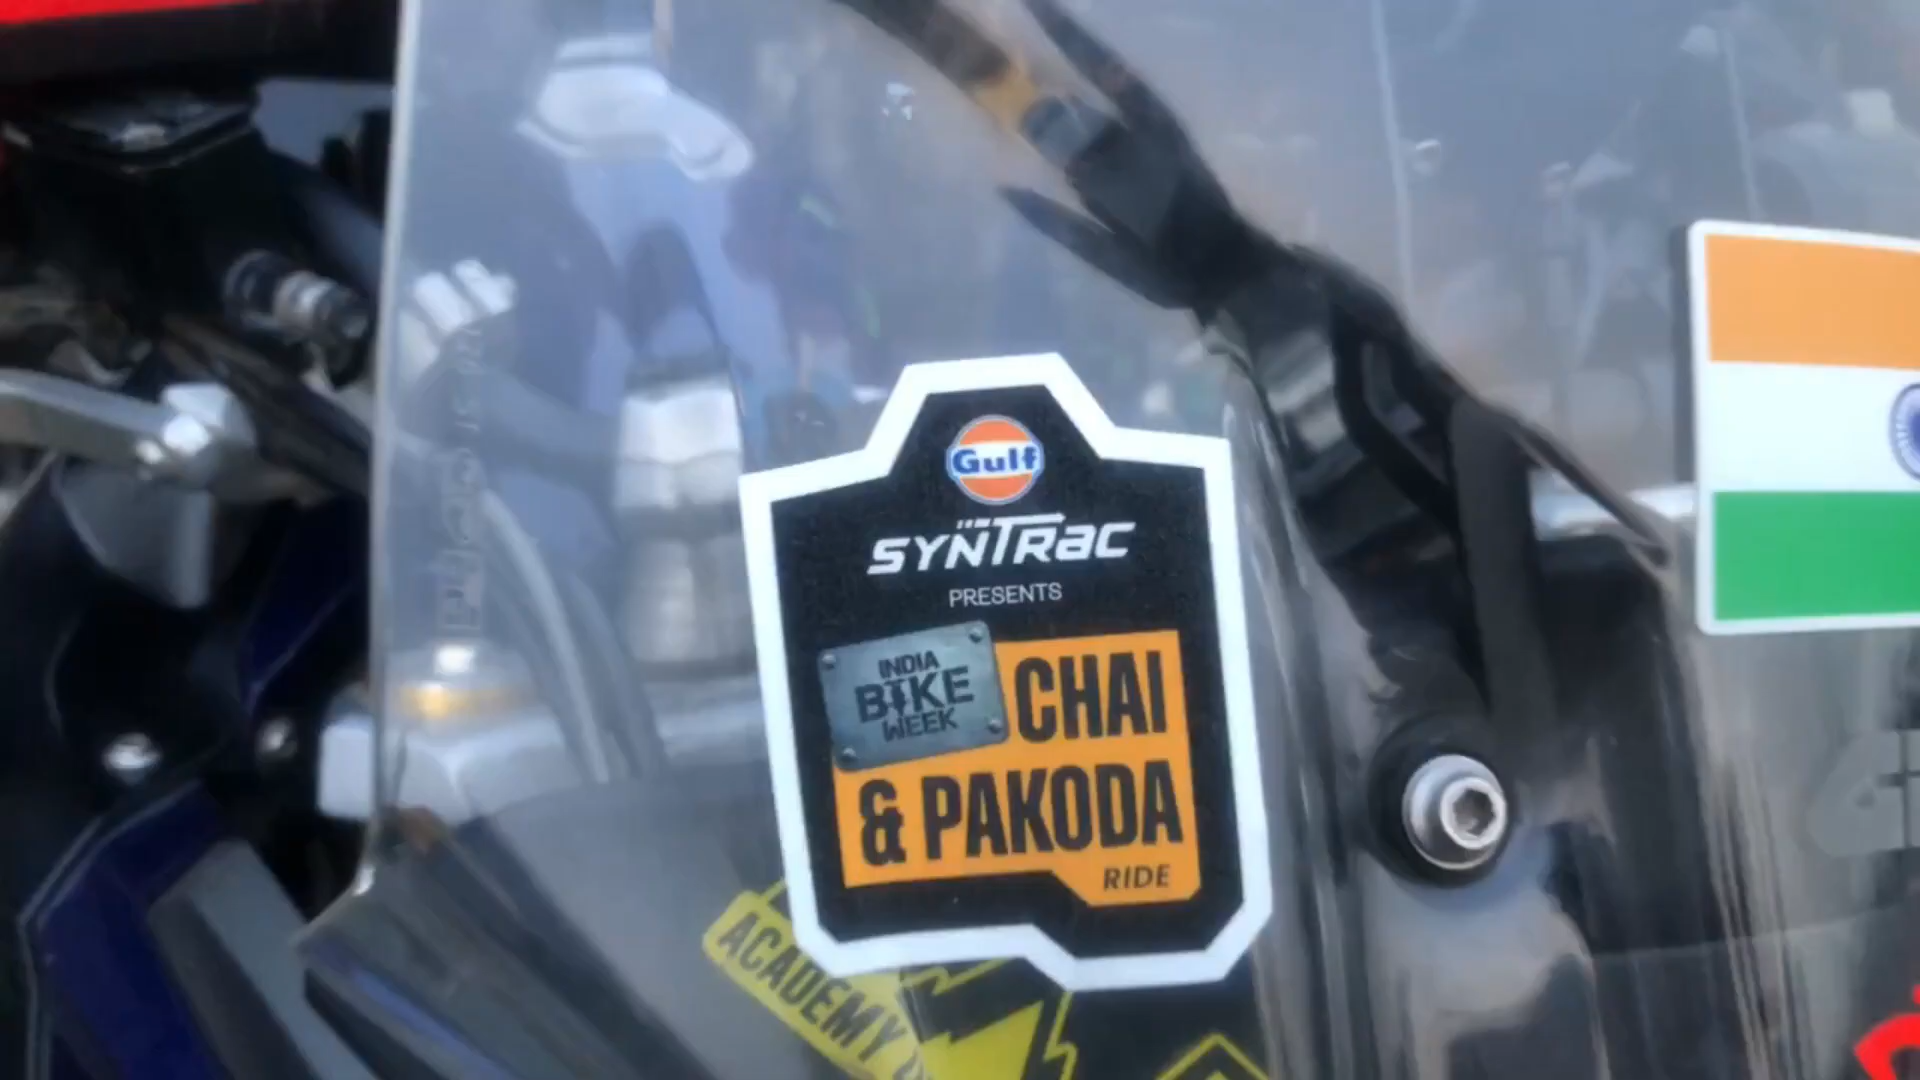 Gulf
SYNTRAC
PRESENTS
INDIA
BIKE
WEEK
CHAI
& PAKODA
RIDE
ACADEMY